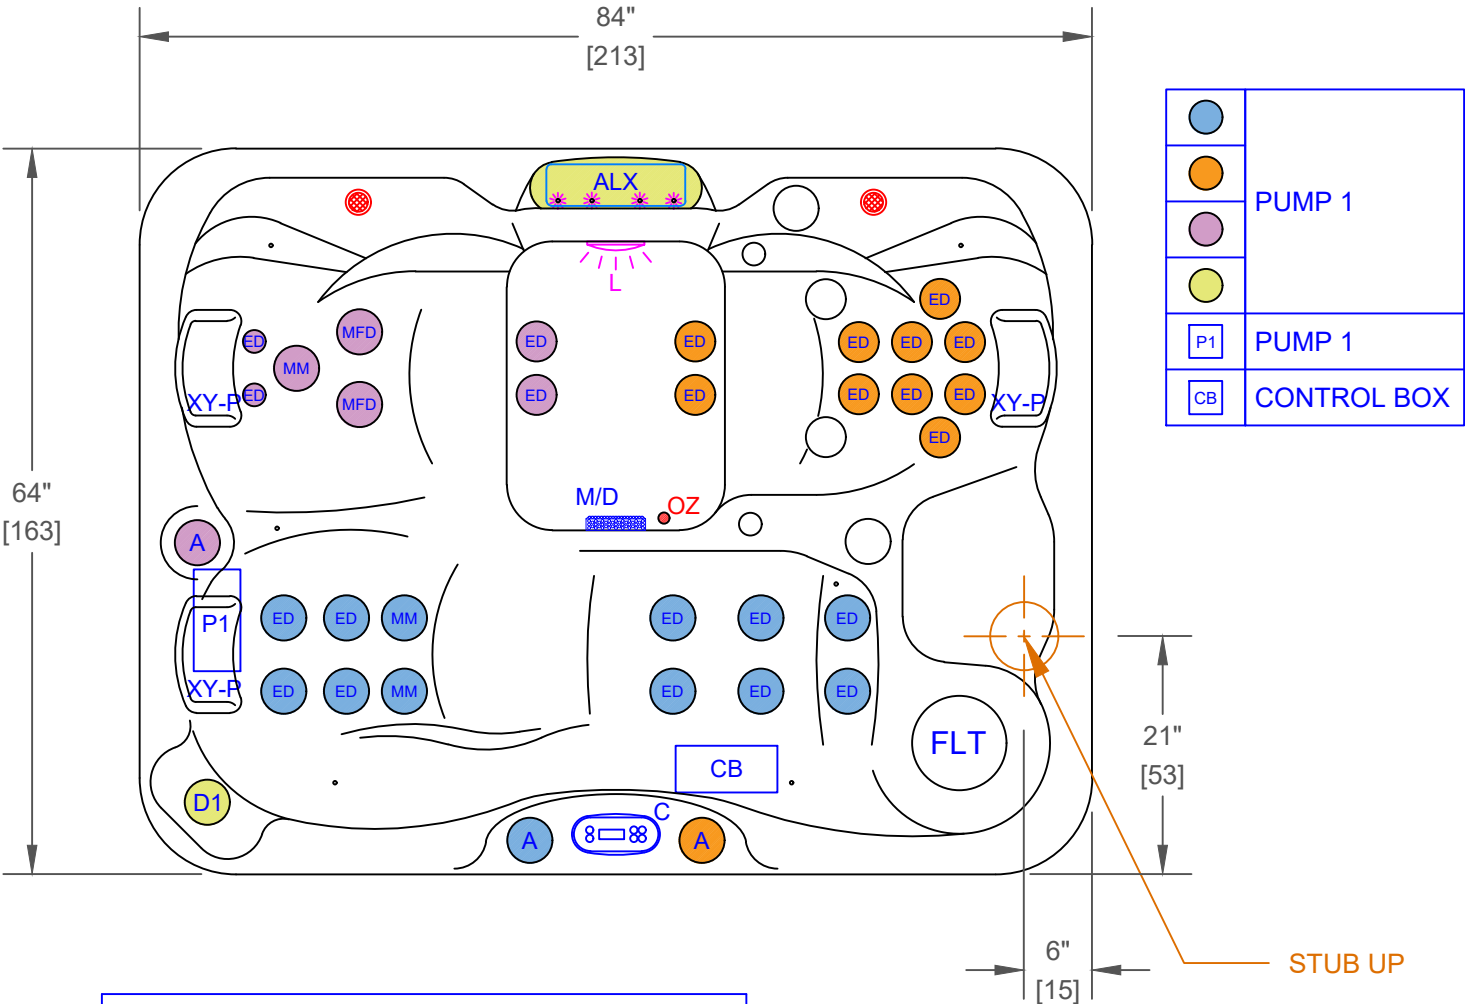 84"
[213]
ALX
PUMP 1
L
ED
ED
MFD
ED
ED
ED
ED
ED
P1
PUMP 1
MM
ED
MFD
ED
ED
ED
ED
ED
CB
CONTROL BOX
XY-P
XY-P
ED
64"
[163]
M/D
OZ
A
P1
ED
ED
MM
ED
ED
ED
XY-P
ED
ED
MM
ED
ED
ED
21"
[53]
FLT
CB
D1
C
A
A
6"
[15]
STUB UP